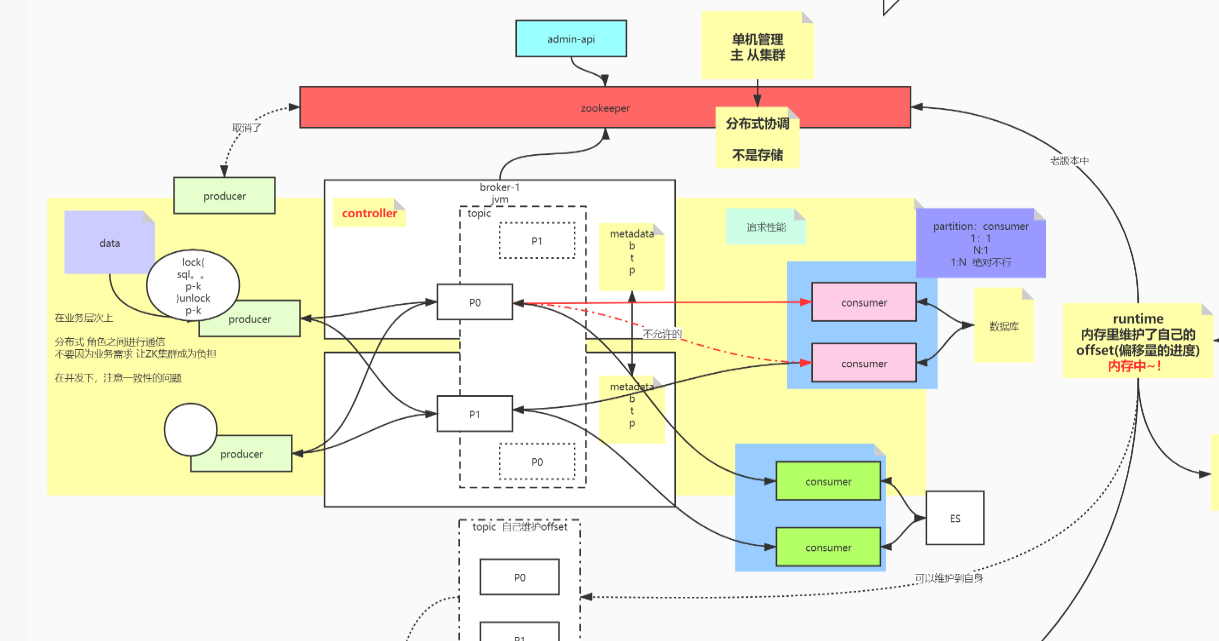 admin-api
单机管理
主 从集群
zookeeper
分布式协调
不是存储
取消了
老版本中
producer
broker-1
jvm
controller
topic
P1
metadata
b
t
p
追求性能
partition：consumer
1：1
N:1
1:N 绝对不行
data
lock{
sql。。
p-k
}unlock
p-k
producer
P0
consumer
不允许的
数据库
consumer
runtime
内存里维护了自己的
offset(偏移量的进度)
内存中~！
在业务层次上
分布式 角色之间进行通信
不要因为业务需求 让ZK集群成为负担
在并发下，注意一致性的问题
metadata
b
t
p
P1
producer
P0
consumer
ES
consumer
topic 自己维护offset
P0
可以维护到自身
P1